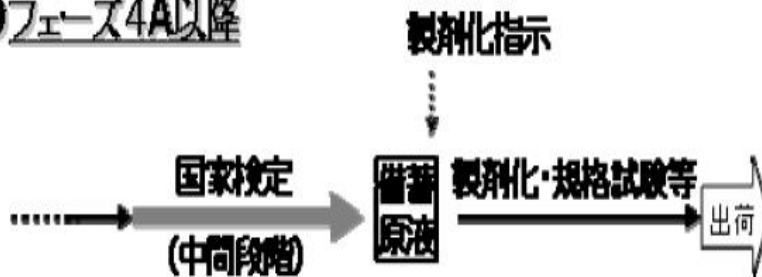 フェーズ4A以降
製剤化指示
国家検定
(中間段階)
備蓄
原液
製剤化・規格試験等
出荷